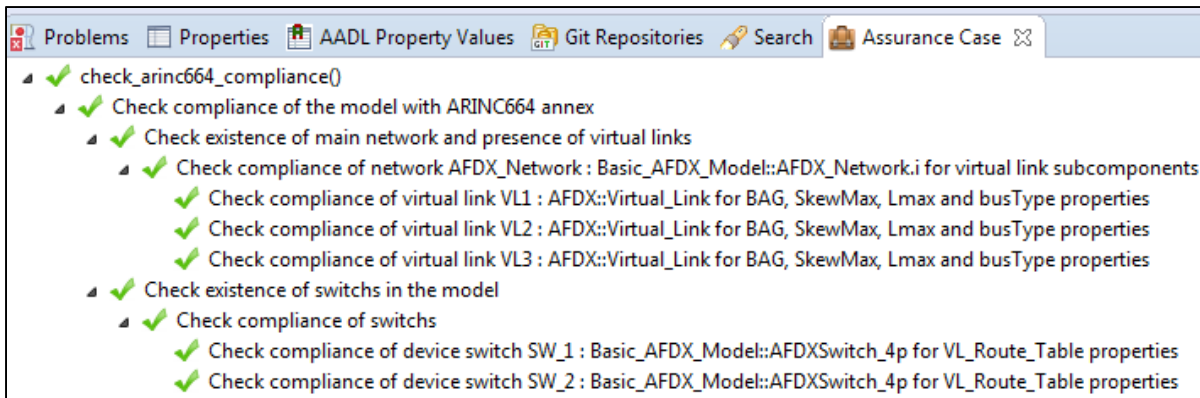 Problems Properties AADL Property Values Git Repositories Search Assurance Case
check_arinc664_compliance()
Check compliance of the model with ARINC664 annex
Check existence of main network and presence of virtual links
Check compliance of network AFDX_Network : Basic_AFDX_Model::AFDX_Network.i for virtual link subcomponents
Check compliance of virtual link VL1 : AFDX::Virtual_Link for BAG, SkewMax, Lmax and busType properties
Check compliance of virtual link VL2 : AFDX::Virtual_Link for BAG, SkewMax, Lmax and busType properties
Check compliance of virtual link VL3 : AFDX::Virtual_Link for BAG, SkewMax, Lmax and busType properties
Check existence of switchs in the model
Check compliance of switchs
Check compliance of device switch SW_1 : Basic_AFDX_Model::AFDXSwitch_4p for VL_Route_Table properties
Check compliance of device switch SW_2 : Basic_AFDX_Model::AFDXSwitch_4p for VL_Route_Table properties